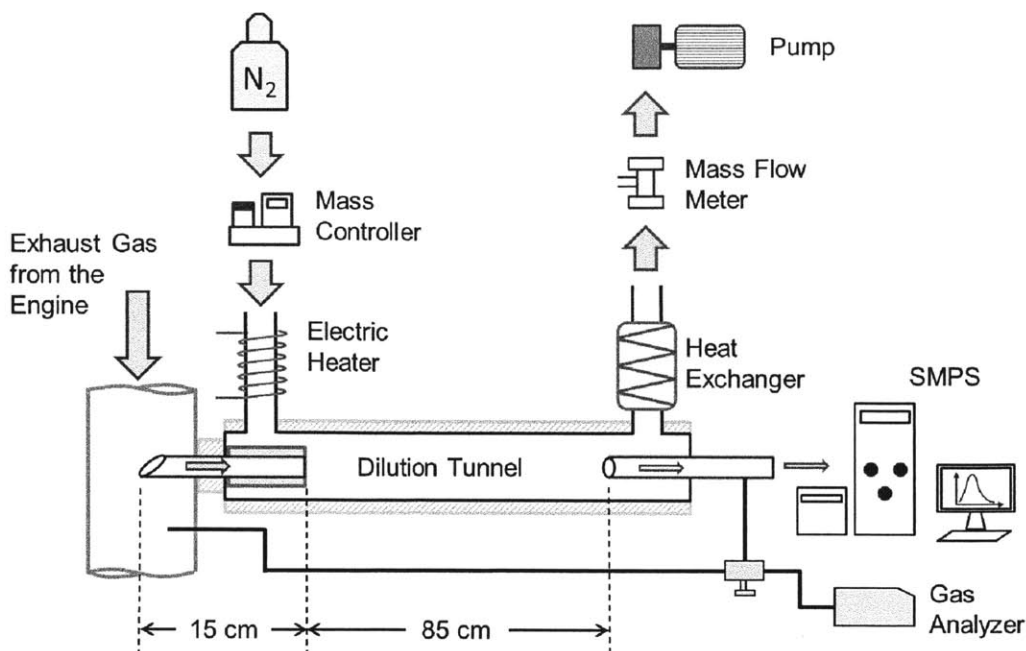 N₂
Pump
Mass
Controller
Mass Flow
Meter
Exhaust Gas
from the
Engine
Electric
Heater
Heat
Exchanger
SMPS
Dilution Tunnel
Gas
Analyzer
15 cm
85 cm